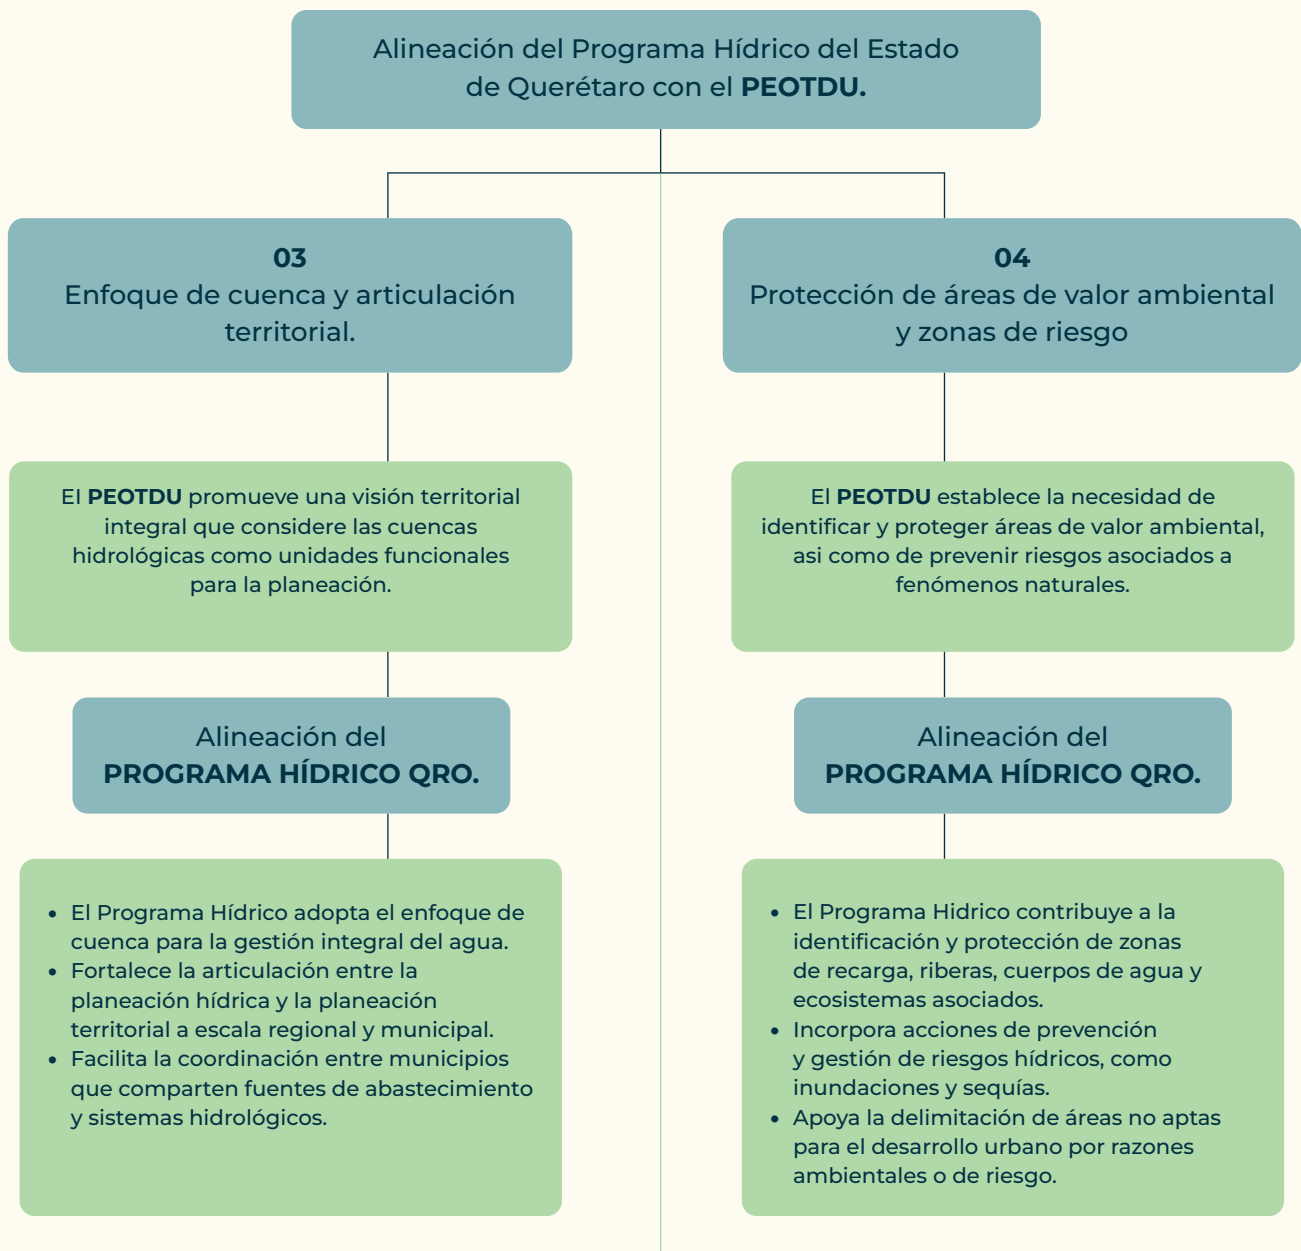 Alineación del Programa Hídrico del Estado
de Querétaro con el PEOTDU.
03
Enfoque de cuenca y articulación
territorial.
El PEOTDU promueve una visión territorial
integral que considere las cuencas
hidrológicas como unidades funcionales
para la planeación.
Alineación del
PROGRAMA HÍDRICO QRO.
• El Programa Hídrico adopta el enfoque de
cuenca para la gestión integral del agua.
• Fortalece la articulación entre la
planeación hídrica y la planeación
territorial a escala regional y municipal.
• Facilita la coordinación entre municipios
que comparten fuentes de abastecimiento
y sistemas hidrológicos.
04
Protección de áreas de valor ambiental
y zonas de riesgo
El PEOTDU establece la necesidad de
identificar y proteger áreas de valor ambiental,
asi como de prevenir riesgos asociados a
fenómenos naturales.
Alineación del
PROGRAMA HÍDRICO QRO.
• El Programa Hidrico contribuye a la
identificación y protección de zonas
de recarga, riberas, cuerpos de agua y
ecosistemas asociados.
• Incorpora acciones de prevención
y gestión de riesgos hídricos, como
inundaciones y sequías.
• Apoya la delimitación de áreas no aptas
para el desarrollo urbano por razones
ambientales o de riesgo.